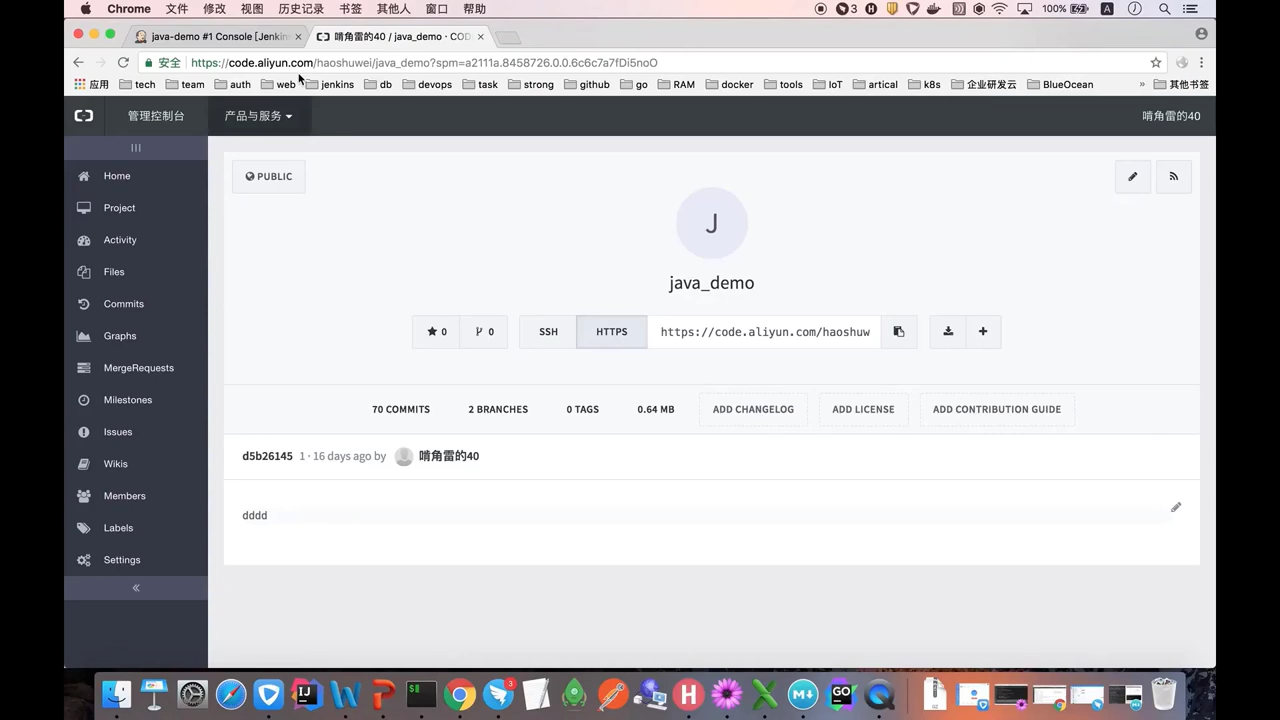 Chrome 文件 修改 视图 历史记录 书签 其他人 窗口 帮助 3 100% A
java-demo #1 Console [Jenkin
啃角雷的40 / java_demo · COD
安全 https://code.aliyun.com/haoshuwei/java_demo?spm=a2111a.8458726.0.0.6c6c7a7fDi5noO
应用 tech team auth web jenkins db devops task strong github go RAM docker tools IoT artical k8s 企业研发云 BlueOcean » 其他书签
管理控制台 产品与服务 啃角雷的40
Home
Project
Activity
Files
Commits
Graphs
MergeRequests
Milestones
Issues
Wikis
Members
Labels
Settings
PUBLIC
J
java_demo
0 0 SSH HTTPS https://code.aliyun.com/haoshuw
70 COMMITS 2 BRANCHES 0 TAGS 0.64 MB ADD CHANGELOG ADD LICENSE ADD CONTRIBUTION GUIDE
d5b26145 1 · 16 days ago by 啃角雷的40
dddd
3